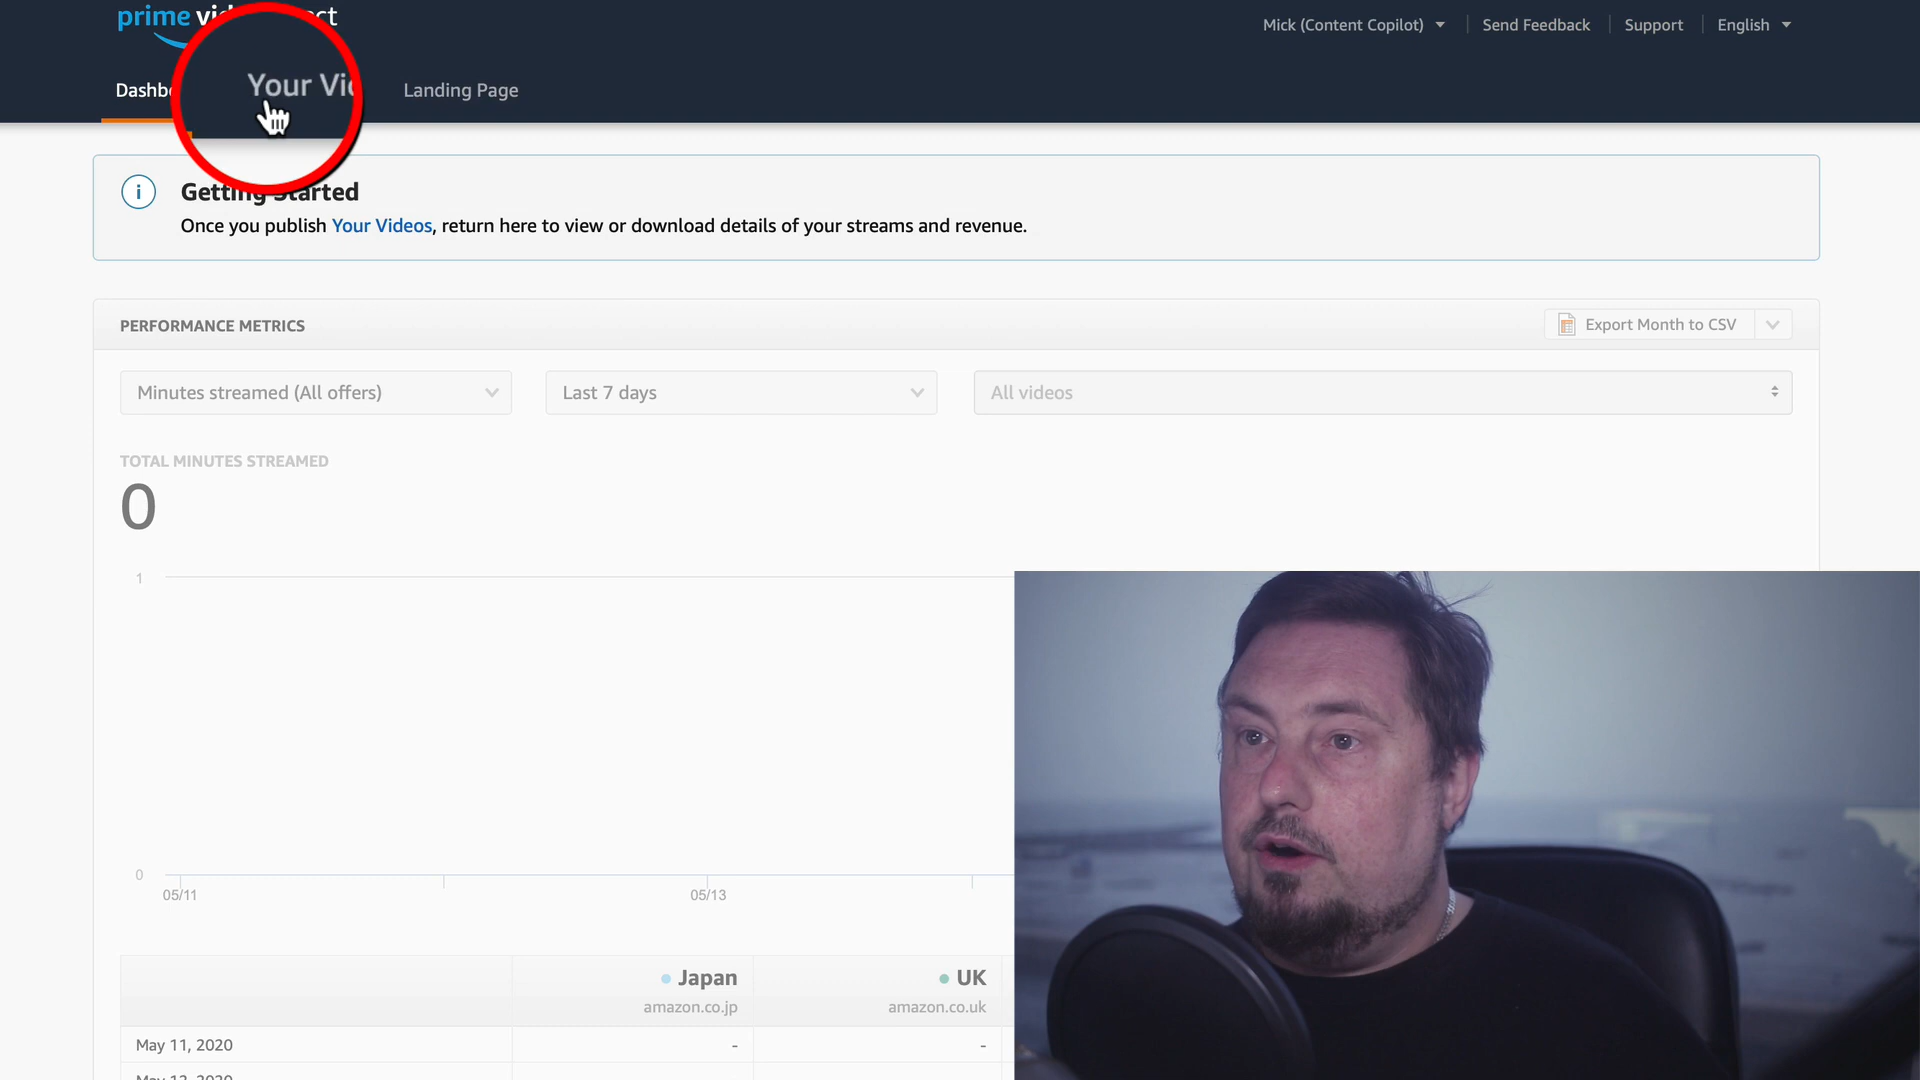 prime vi ct
Mick (Content Copilot)
Send Feedback
Support
English
Dashb
Your Vi
Landing Page
Getting Started
Once you publish Your Videos, return here to view or download details of your streams and revenue.
PERFORMANCE METRICS
Export Month to CSV
Minutes streamed (All offers)
Last 7 days
All videos
TOTAL MINUTES STREAMED
0
1
0
05/11
05/13
Japan
UK
amazon.co.jp
amazon.co.uk
May 11, 2020
-
-
May 12, 2020